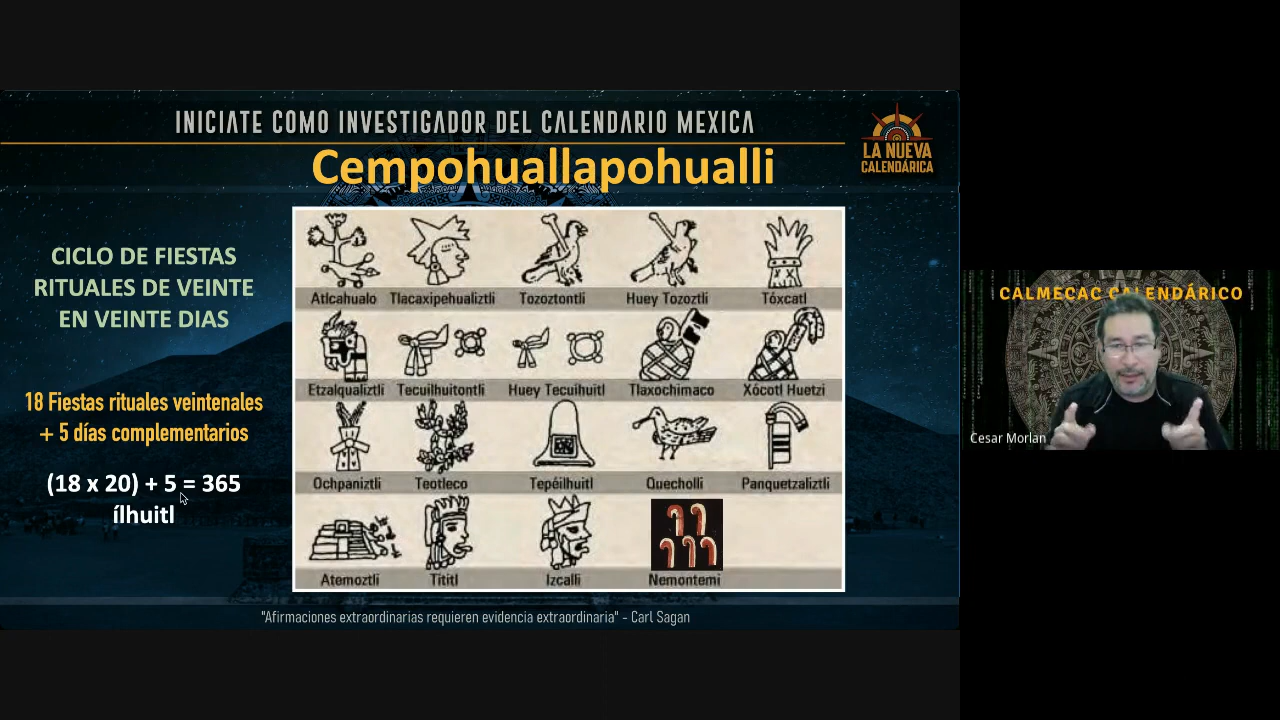 INICIATE COMO INVESTIGADOR DEL CALENDARIO MEXICA
LA NUEVA
CALENDÁRICA
Cempohuallapohualli
CICLO DE FIESTAS
RITUALES DE VEINTE
EN VEINTE DIAS
18 Fiestas rituales veintenales
+ 5 días complementarios
(18 x 20) + 5 = 365
ílhuitl
Atlcahualo Tlacaxipehualiztli Tozoztontli Huey Tozoztli Tóxcatl
Etzalqualiztli Tecuilhuitontli Huey Tecuihuitl Tlaxochimaco Xócotl Huetzi
Ochpaniztli Teotleco Tepéilhuitl Quecholli Panquetzaliztli
Atemoztli Tititl Izcalli Nemontemi
"Afirmaciones extraordinarias requieren evidencia extraordinaria" - Carl Sagan
CALMECAC CALENDÁRICO
Cesar Morlan